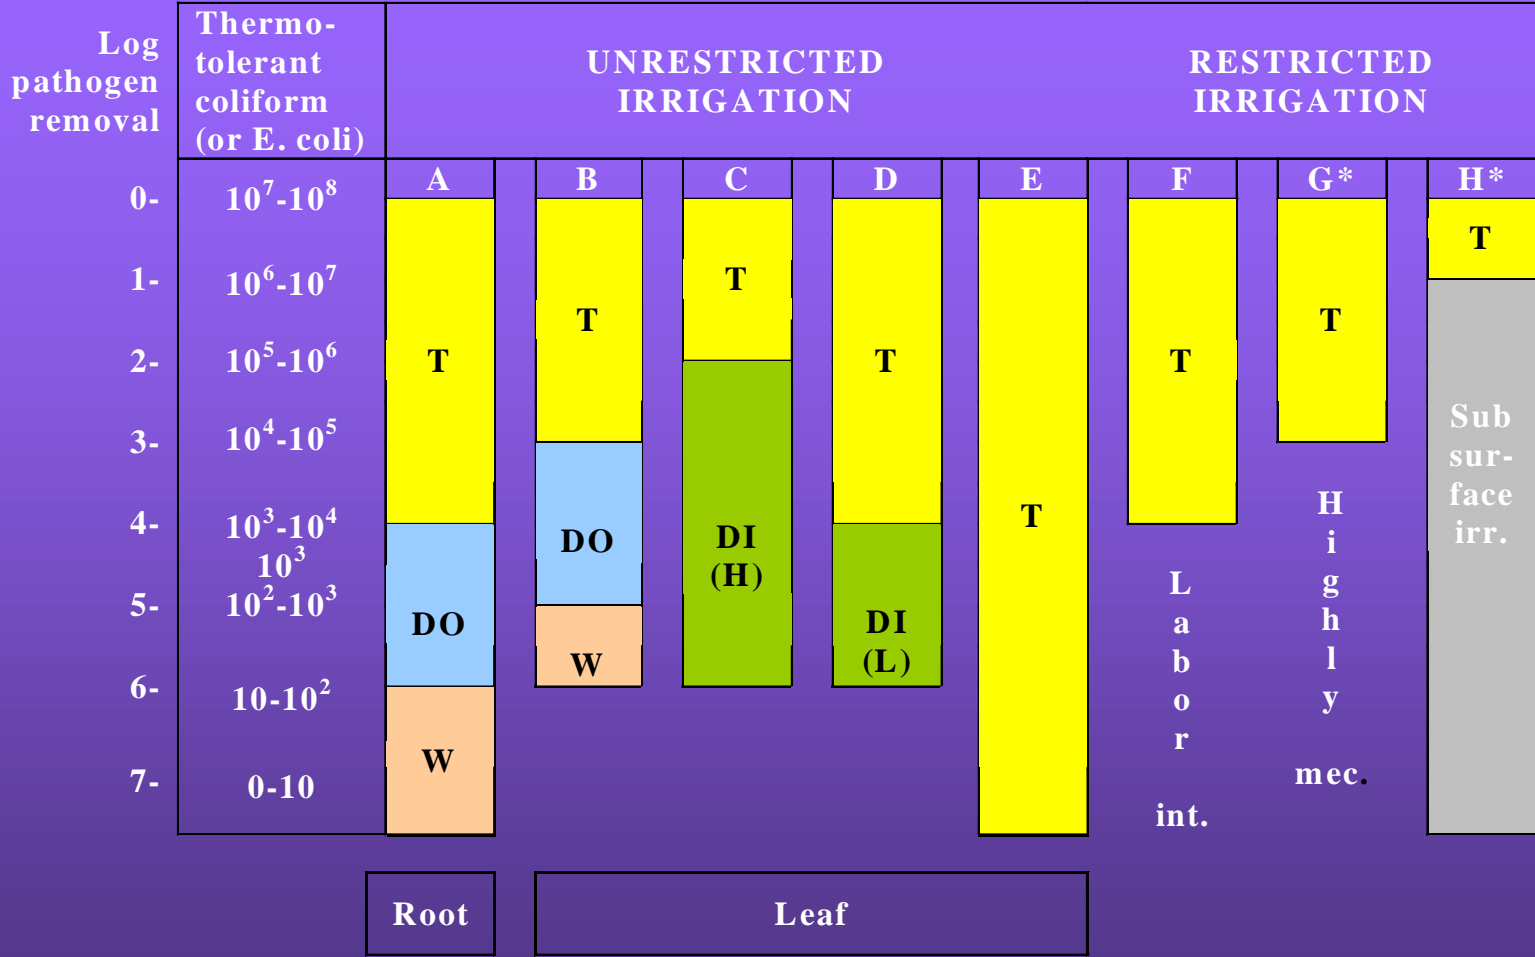 Log
pathogen
removal
Thermo-
tolerant
coliform
(or E. coli)
UNRESTRICTED
IRRIGATION
RESTRICTED
IRRIGATION
A B C D E F G* H*
0- 10⁷-10⁸
1- 10⁶-10⁷
2- 10⁵-10⁶
3- 10⁴-10⁵
4- 10³-10⁴
10³
5- 10²-10³
6- 10-10²
7- 0-10
T
DO
W
T
DO
W
T
DI
(H)
T
DI
(L)
T
T
L
a
b
o
r
int.
T
H
i
g
h
l
y
mec.
T
Sub
sur-
face
irr.
Root
Leaf